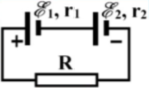 ℰ₁, r₁ ℰ₂, r₂
+ −
R